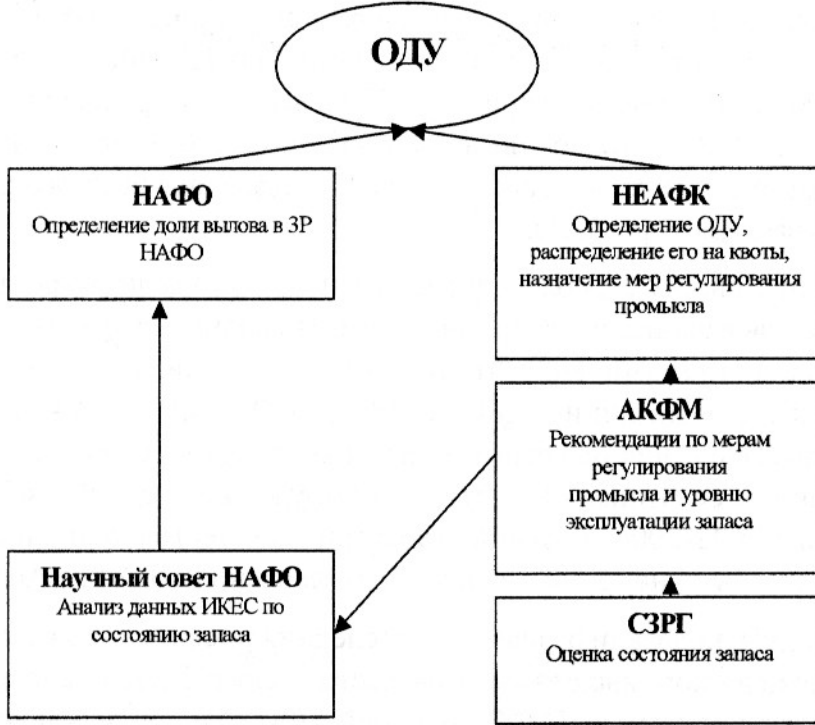 ОДУ
НАФО
Определение доли вылова в ЗР
НАФО
НЕАФК
Определение ОДУ,
распределение его на квоты,
назначение мер регулирования
промысла
АКФМ
Рекомендации по мерам
регулирования
промысла и уровню
эксплуатации запаса
Научный совет НАФО
Анализ данных ИКЕС по
состоянию запаса
СЗРГ
Оценка состояния запаса